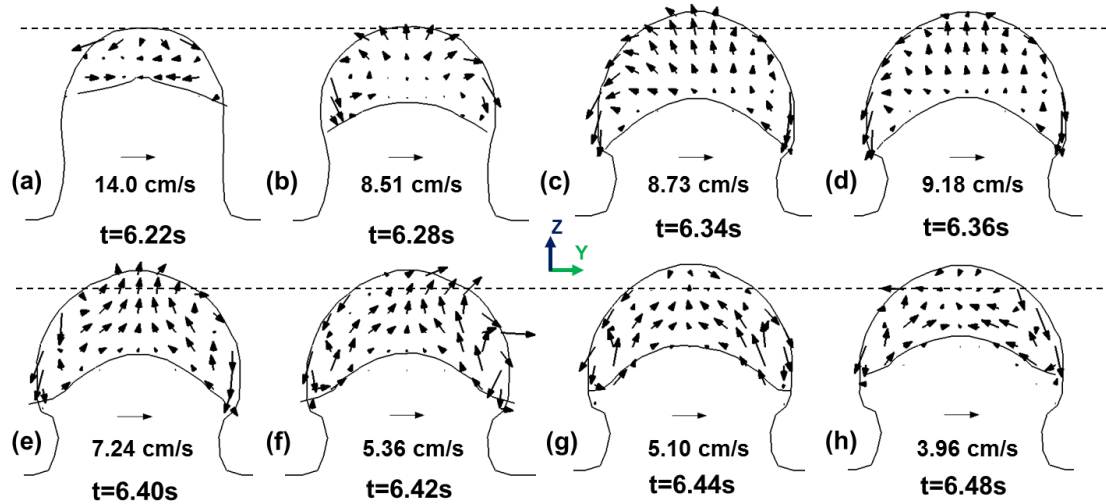 (a) (b) (c) (d)
14.0 cm/s 8.51 cm/s 8.73 cm/s 9.18 cm/s
t=6.22s t=6.28s t=6.34s t=6.36s
Z
Y
(e) (f) (g) (h)
7.24 cm/s 5.36 cm/s 5.10 cm/s 3.96 cm/s
t=6.40s t=6.42s t=6.44s t=6.48s